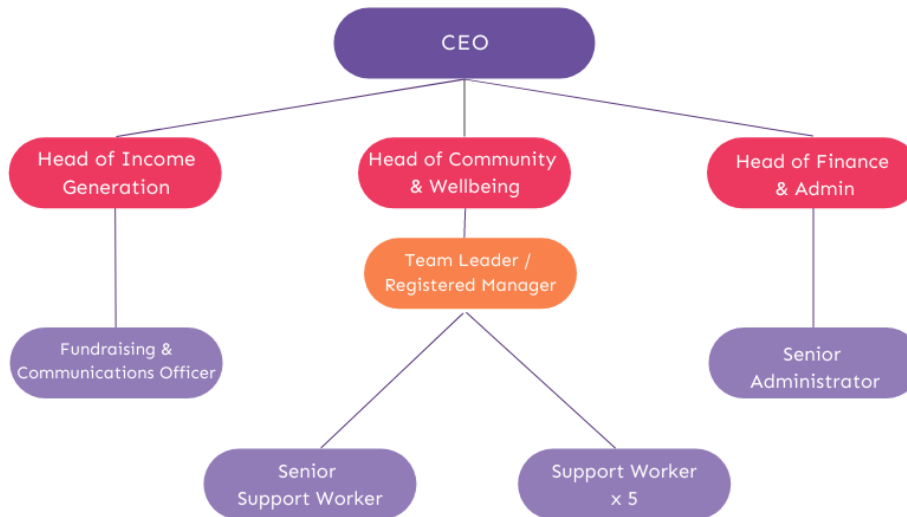 CEO
Head of Income
Generation
Head of Community
& Wellbeing
Head of Finance
& Admin
Team Leader /
Registered Manager
Fundraising &
Communications Officer
Senior
Administrator
Senior
Support Worker
Support Worker
x 5